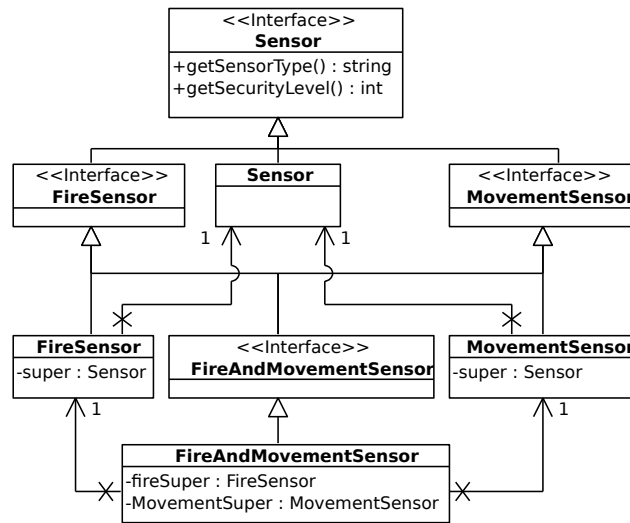 <<Interface>>
Sensor
+getSensorType() : string
+getSecurityLevel() : int
<<Interface>>
FireSensor
Sensor
<<Interface>>
MovementSensor
1
1
FireSensor
-super : Sensor
<<Interface>>
FireAndMovementSensor
MovementSensor
-super : Sensor
1
1
FireAndMovementSensor
-fireSuper : FireSensor
-MovementSuper : MovementSensor